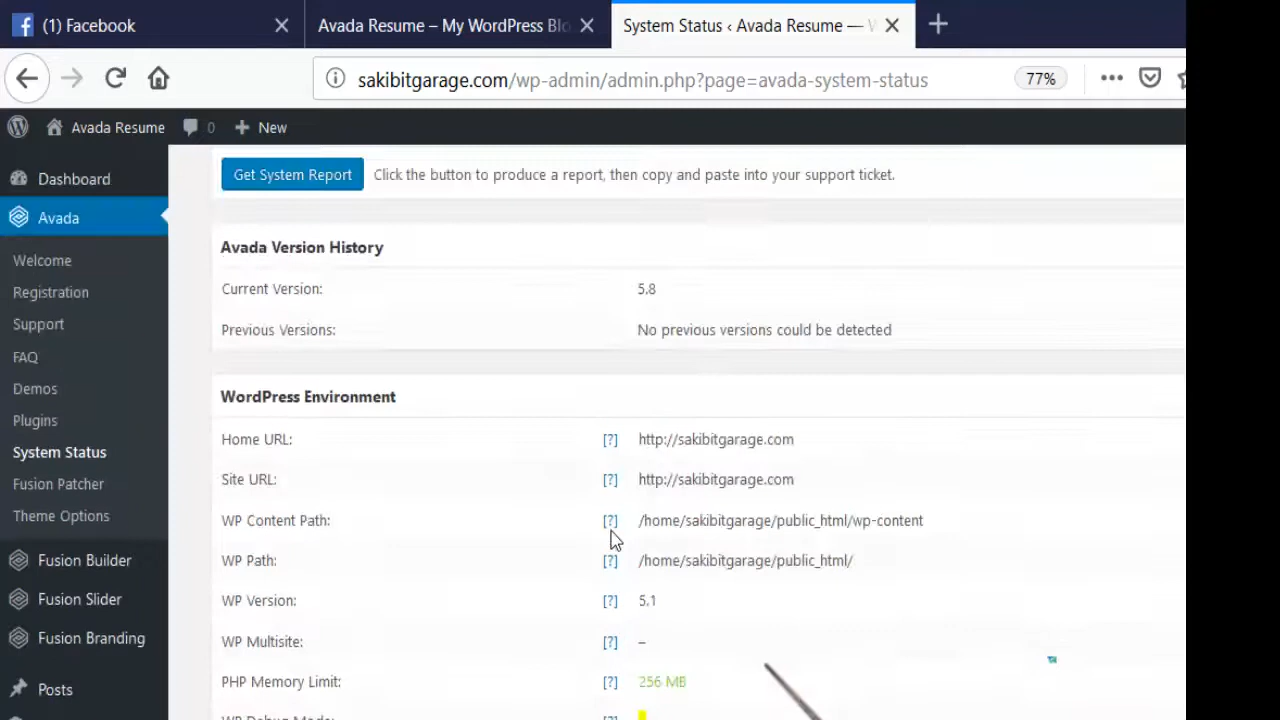 (1) Facebook
Avada Resume – My WordPress Blo
System Status ‹ Avada Resume — W
sakibitgarage.com/wp-admin/admin.php?page=avada-system-status
77%
Avada Resume
0
New
Dashboard
Avada
Welcome
Registration
Support
FAQ
Demos
Plugins
System Status
Fusion Patcher
Theme Options
Fusion Builder
Fusion Slider
Fusion Branding
Posts
Get System Report
Click the button to produce a report, then copy and paste into your support ticket.
Avada Version History
Current Version: 5.8
Previous Versions: No previous versions could be detected
WordPress Environment
Home URL: [?] http://sakibitgarage.com
Site URL: [?] http://sakibitgarage.com
WP Content Path: [?] /home/sakibitgarage/public_html/wp-content
WP Path: [?] /home/sakibitgarage/public_html/
WP Version: [?] 5.1
WP Multisite: [?] –
PHP Memory Limit: [?] 256 MB
WP Debug Mode: [?]